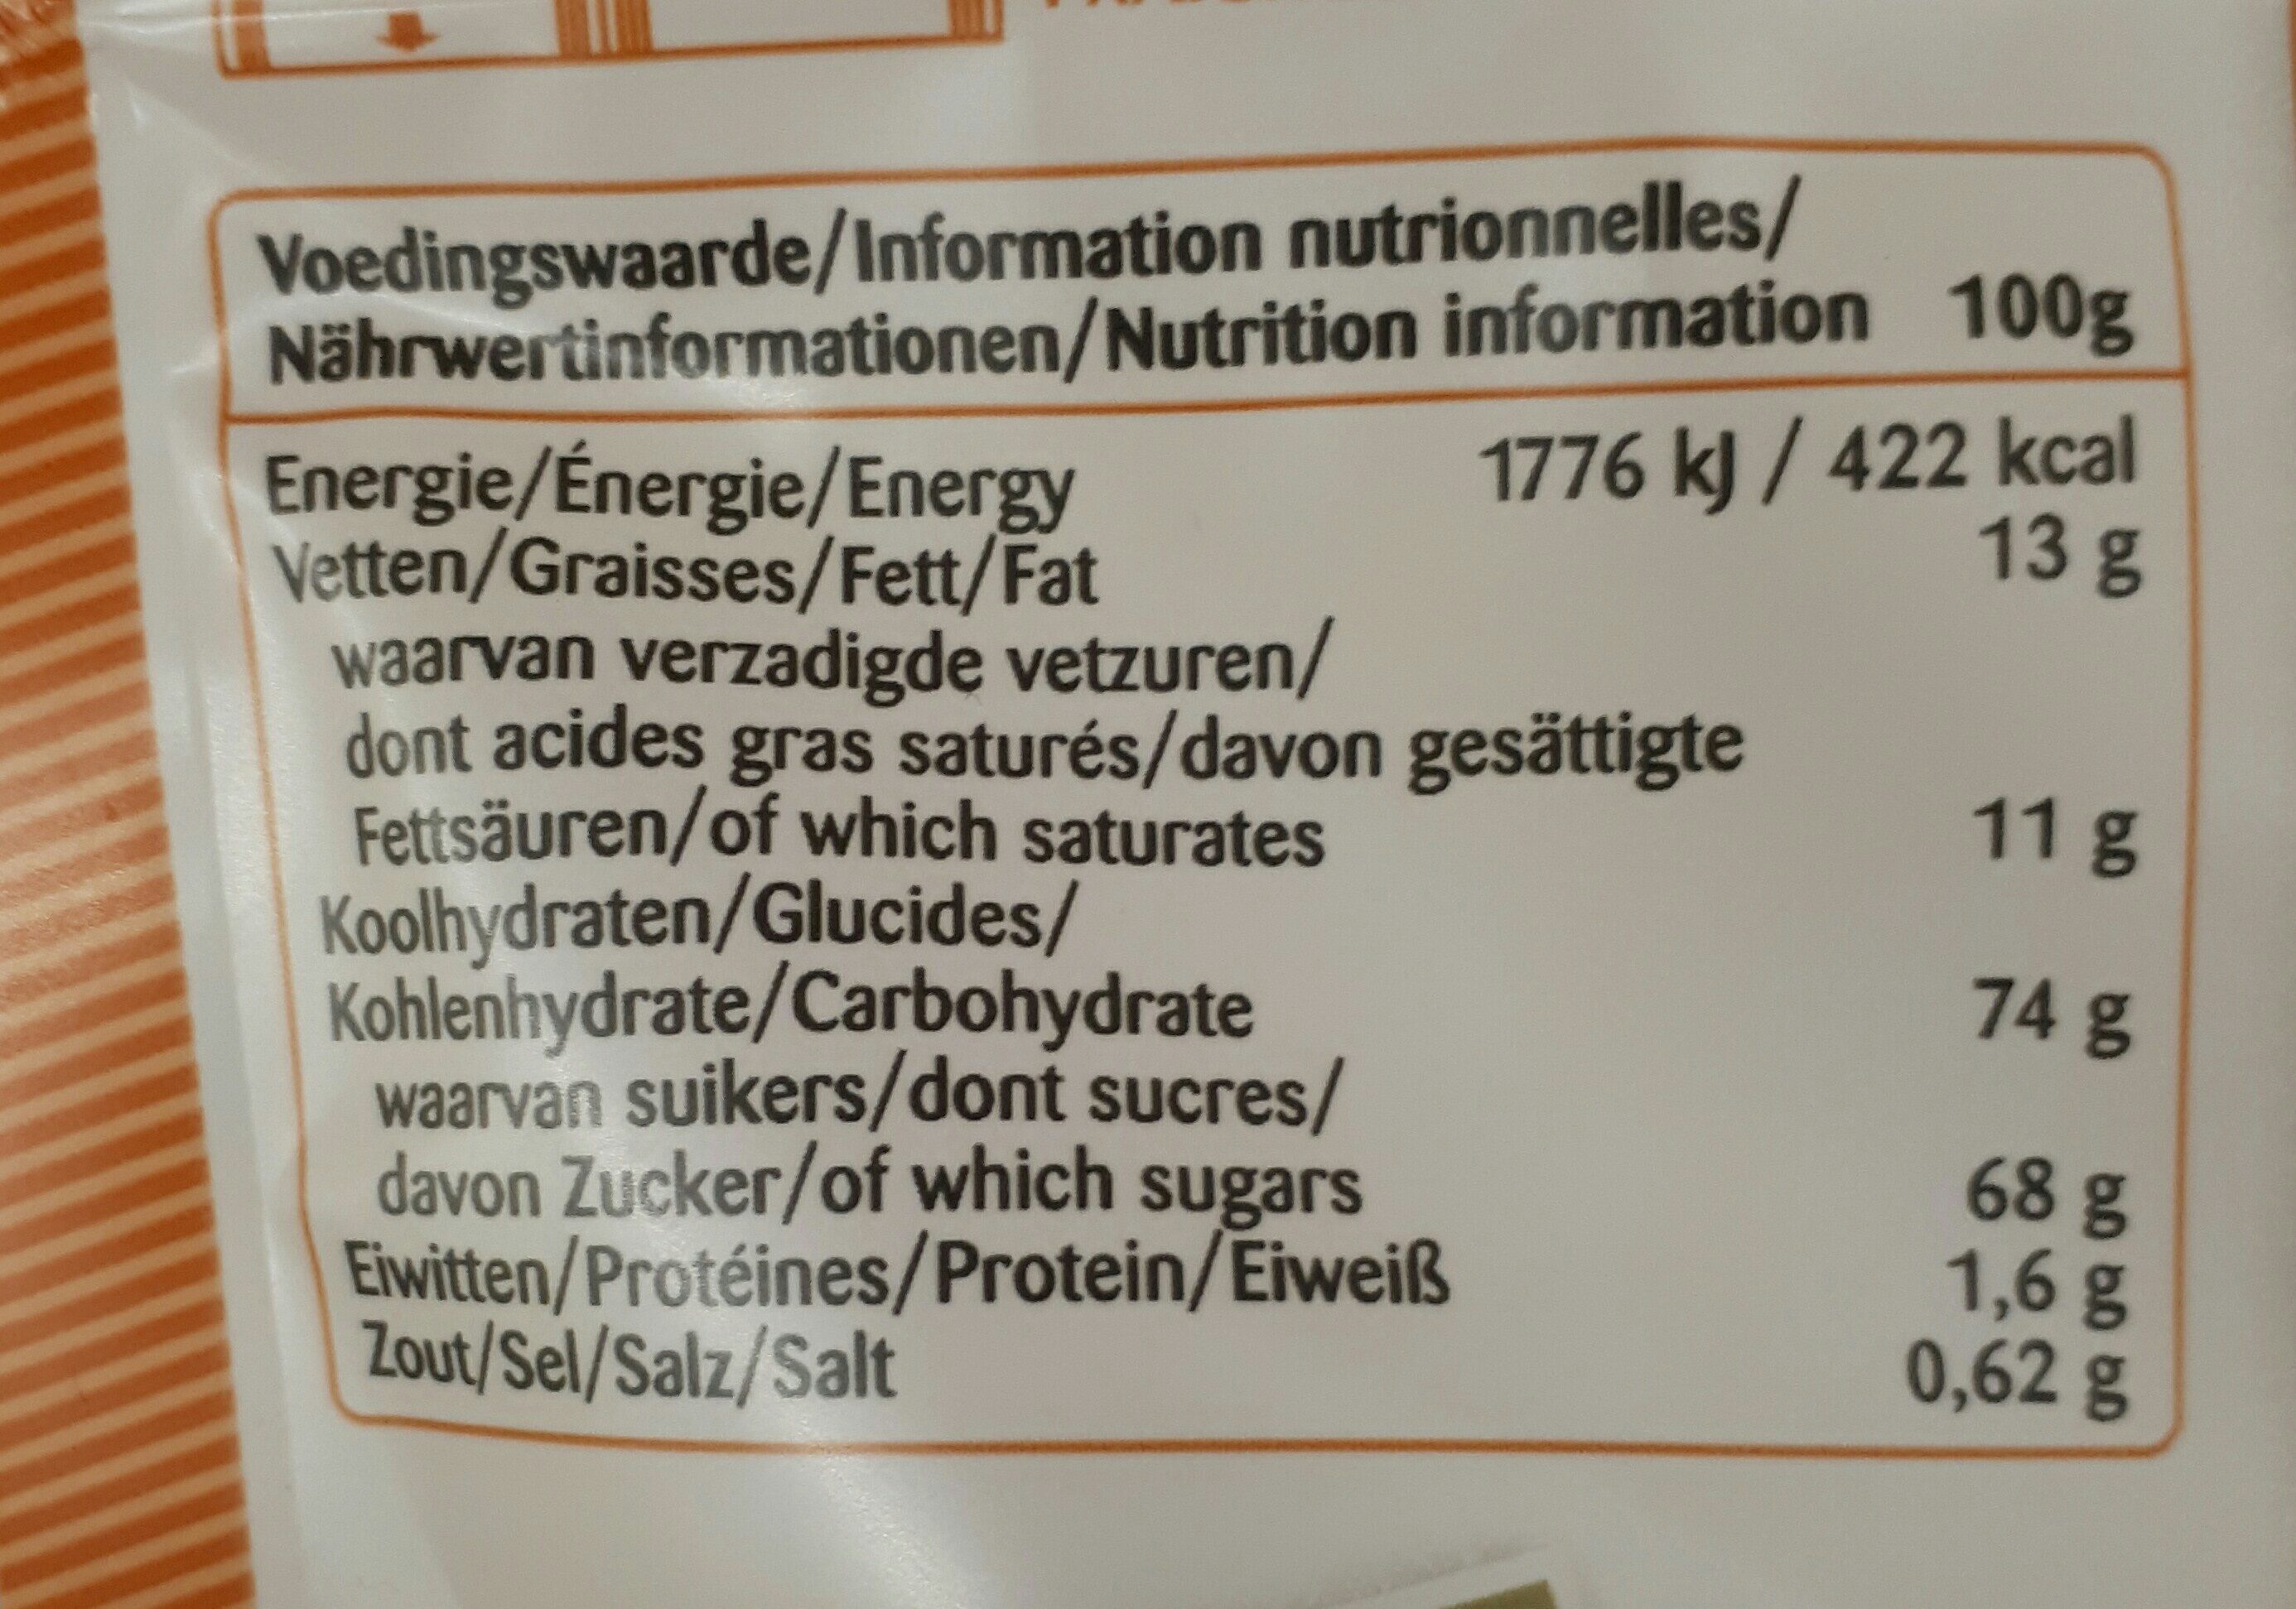 Voedingswaarde/Information nutrionnelles/
Nährwertinformationen/Nutrition information 100g
Energie/Énergie/Energy 1776 kJ / 422 kcal
Vetten/Graisses/Fett/Fat 13 g
waarvan verzadigde vetzuren/
dont acides gras saturés/davon gesättigte
Fettsäuren/of which saturates 11 g
Koolhydraten/Glucides/
Kohlenhydrate/Carbohydrate 74 g
waarvan suikers/dont sucres/
davon Zucker/of which sugars 68 g
Eiwitten/Protéines/Protein/Eiweiß 1,6 g
Zout/Sel/Salz/Salt 0,62 g